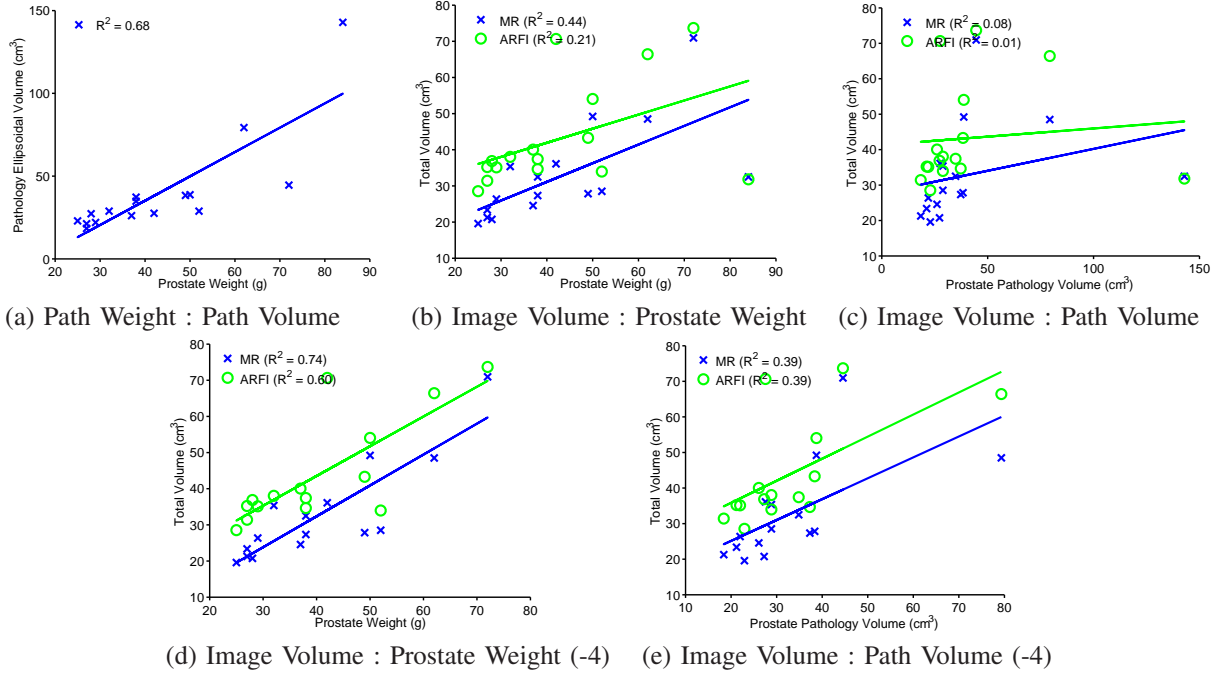 150
100
50
0
20 30 40 50 60 70 80 90
Prostate Weight (g)
Pathology Ellipsoidal Volume (cm³)
R² = 0.68
(a) Path Weight : Path Volume
80
70
60
50
40
30
20
10
0
20 30 40 50 60 70 80 90
Prostate Weight (g)
Total Volume (cm³)
MR (R² = 0.44)
ARFI (R² = 0.21)
(b) Image Volume : Prostate Weight
80
70
60
50
40
30
20
10
0
0 50 100 150
Prostate Pathology Volume (cm³)
Total Volume (cm³)
MR (R² = 0.08)
ARFI (R² = 0.01)
(c) Image Volume : Path Volume
80
70
60
50
40
30
20
10
20 30 40 50 60 70 80
Prostate Weight (g)
Total Volume (cm³)
MR (R² = 0.74)
ARFI (R² = 0.60)
(d) Image Volume : Prostate Weight (-4)
80
70
60
50
40
30
20
10
10 20 30 40 50 60 70 80
Prostate Pathology Volume (cm³)
Total Volume (cm³)
MR (R² = 0.39)
ARFI (R² = 0.39)
(e) Image Volume : Path Volume (-4)